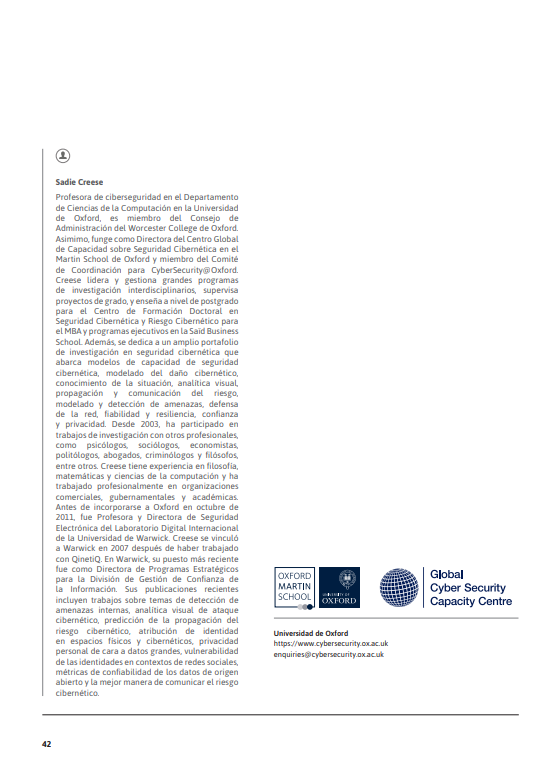 Sadie Creese
Profesora de ciberseguridad en el Departamento
de Ciencias de la Computación en la Universidad
de Oxford, es miembro del Consejo de
Administración del Worcester College de Oxford.
Asimimo, funge como Directora del Centro Global
de Capacidad sobre Seguridad Cibernética en el
Martin School de Oxford y miembro del Comité
de Coordinación para CyberSecurity@Oxford.
Creese lidera y gestiona grandes programas
de investigación interdisciplinarios, supervisa
proyectos de grado, y enseña a nivel de postgrado
para el Centro de Formación Doctoral en
Seguridad Cibernética y Riesgo Cibernético para
el MBA y programas ejecutivos en la Saïd Business
School. Además, se dedica a un amplio portafolio
de investigación en seguridad cibernética que
abarca modelos de capacidad de seguridad
cibernética, modelado del daño cibernético,
conocimiento de la situación, analítica visual,
propagación y comunicación del riesgo,
modelado y detección de amenazas, defensa
de la red, fiabilidad y resiliencia, confianza
y privacidad. Desde 2003, ha participado en
trabajos de investigación con otros profesionales,
como psicólogos, sociólogos, economistas,
politólogos, abogados, criminólogos y filósofos,
entre otros. Creese tiene experiencia en filosofía,
matemáticas y ciencias de la computación y ha
trabajado profesionalmente en organizaciones
comerciales, gubernamentales y académicas.
Antes de incorporarse a Oxford en octubre de
2011, fue Profesora y Directora de Seguridad
Electrónica del Laboratorio Digital Internacional
de la Universidad de Warwick. Creese se vinculó
a Warwick en 2007 después de haber trabajado
con QinetiQ. En Warwick, su puesto más reciente
fue como Directora de Programas Estratégicos
para la División de Gestión de Confianza de
la Información. Sus publicaciones recientes
incluyen trabajos sobre temas de detección de
amenazas internas, analítica visual de ataque
cibernético, predicción de la propagación del
riesgo cibernético, atribución de identidad
en espacios físicos y cibernéticos, privacidad
personal de cara a datos grandes, vulnerabilidad
de las identidades en contextos de redes sociales,
métricas de confiabilidad de los datos de origen
abierto y la mejor manera de comunicar el riesgo
cibernético.
OXFORD
MARTIN
SCHOOL
UNIVERSITY OF
OXFORD
Global
Cyber Security
Capacity Centre
Universidad de Oxford
https://www.cybersecurity.ox.ac.uk
enquiries@cybersecurity.ox.ac.uk
42